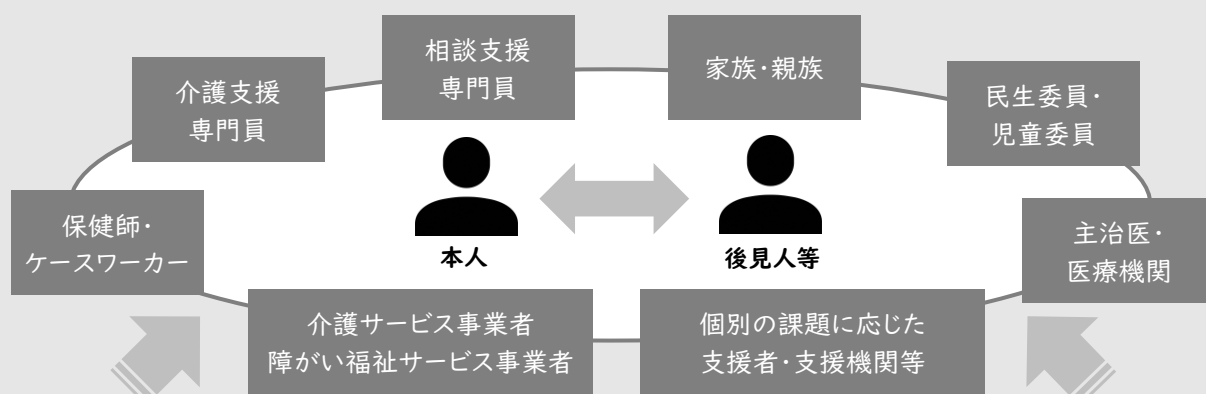 相談支援
専門員
家族・親族
介護支援
専門員
民生委員・
児童委員
保健師・
ケースワーカー
本人
後見人等
主治医・
医療機関
介護サービス事業者
障がい福祉サービス事業者
個別の課題に応じた
支援者・支援機関等